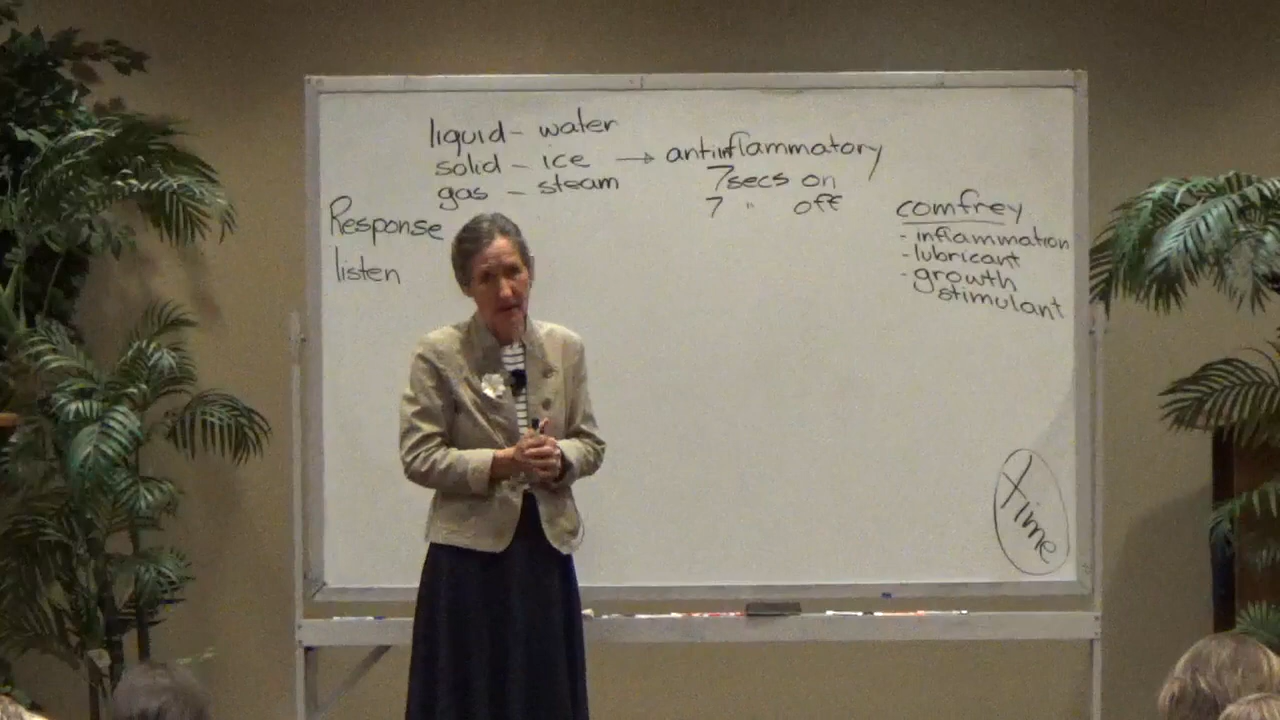 liquid - water
solid - ice → antiinflammatory
gas - steam
7secs on
7 " off
Response
listen
comfrey
- inflammation
- lubricant
- growth
stimulant
Time